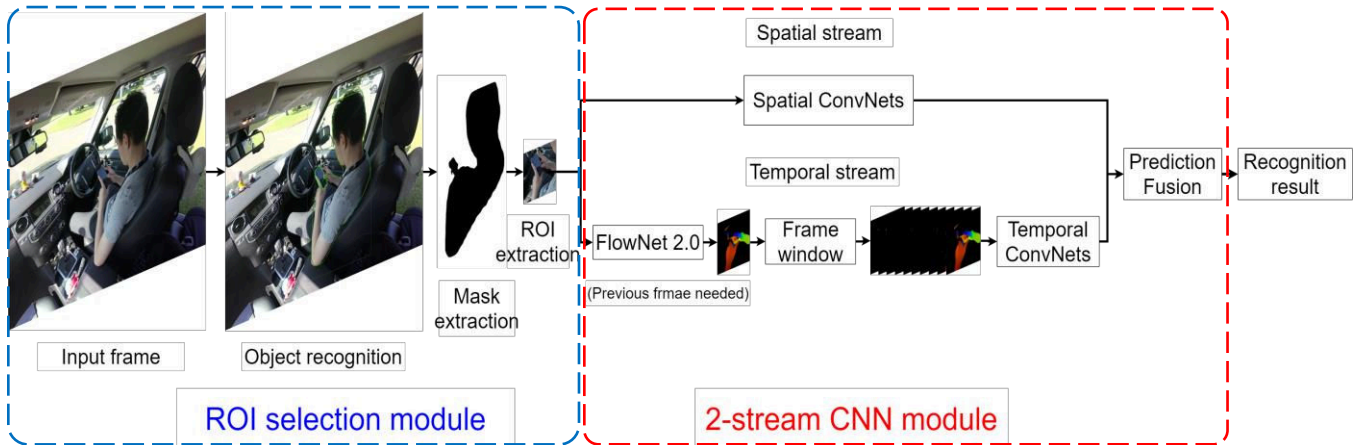 Spatial stream
Spatial ConvNets
Temporal stream
Prediction
Fusion
Recognition
result
ROI
extraction
FlowNet 2.0
Frame
window
Temporal
ConvNets
(Previous frmae needed)
Mask
extraction
Input frame
Object recognition
ROI selection module
2-stream CNN module